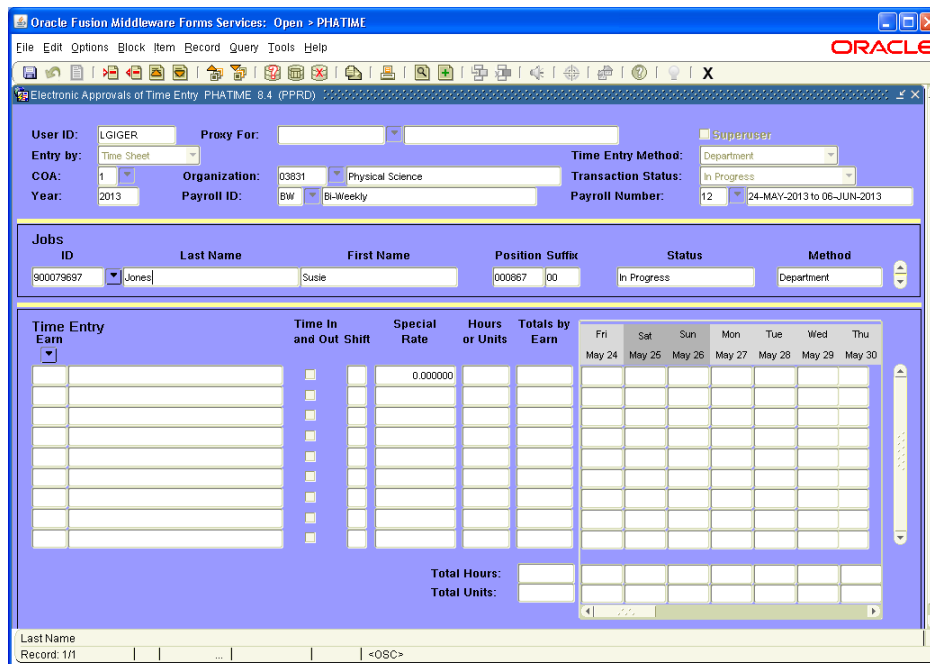 Oracle Fusion Middleware Forms Services: Open > PHATIME
File Edit Options Block Item Record Query Tools Help
ORACLE
X
Electronic Approvals of Time Entry PHATIME 8.4 (PPRD)
User ID: LGIGER Proxy For: Superuser
Entry by: Time Sheet Time Entry Method: Department
COA: 1 Organization: 03831 Physical Science Transaction Status: In Progress
Year: 2013 Payroll ID: BW Bi-Weekly Payroll Number: 12 24-MAY-2013 to 06-JUN-2013
Jobs
ID Last Name First Name Position Suffix Status Method
900079697 Jones Susie 000867 00 In Progress Department
Time Entry Time In Special Hours Totals by Fri Sat Sun Mon Tue Wed Thu
Earn and Out Shift Rate or Units Earn May 24 May 25 May 26 May 27 May 28 May 29 May 30
0.000000
Total Hours:
Total Units:
Last Name
Record: 1/1 ... <OSC>